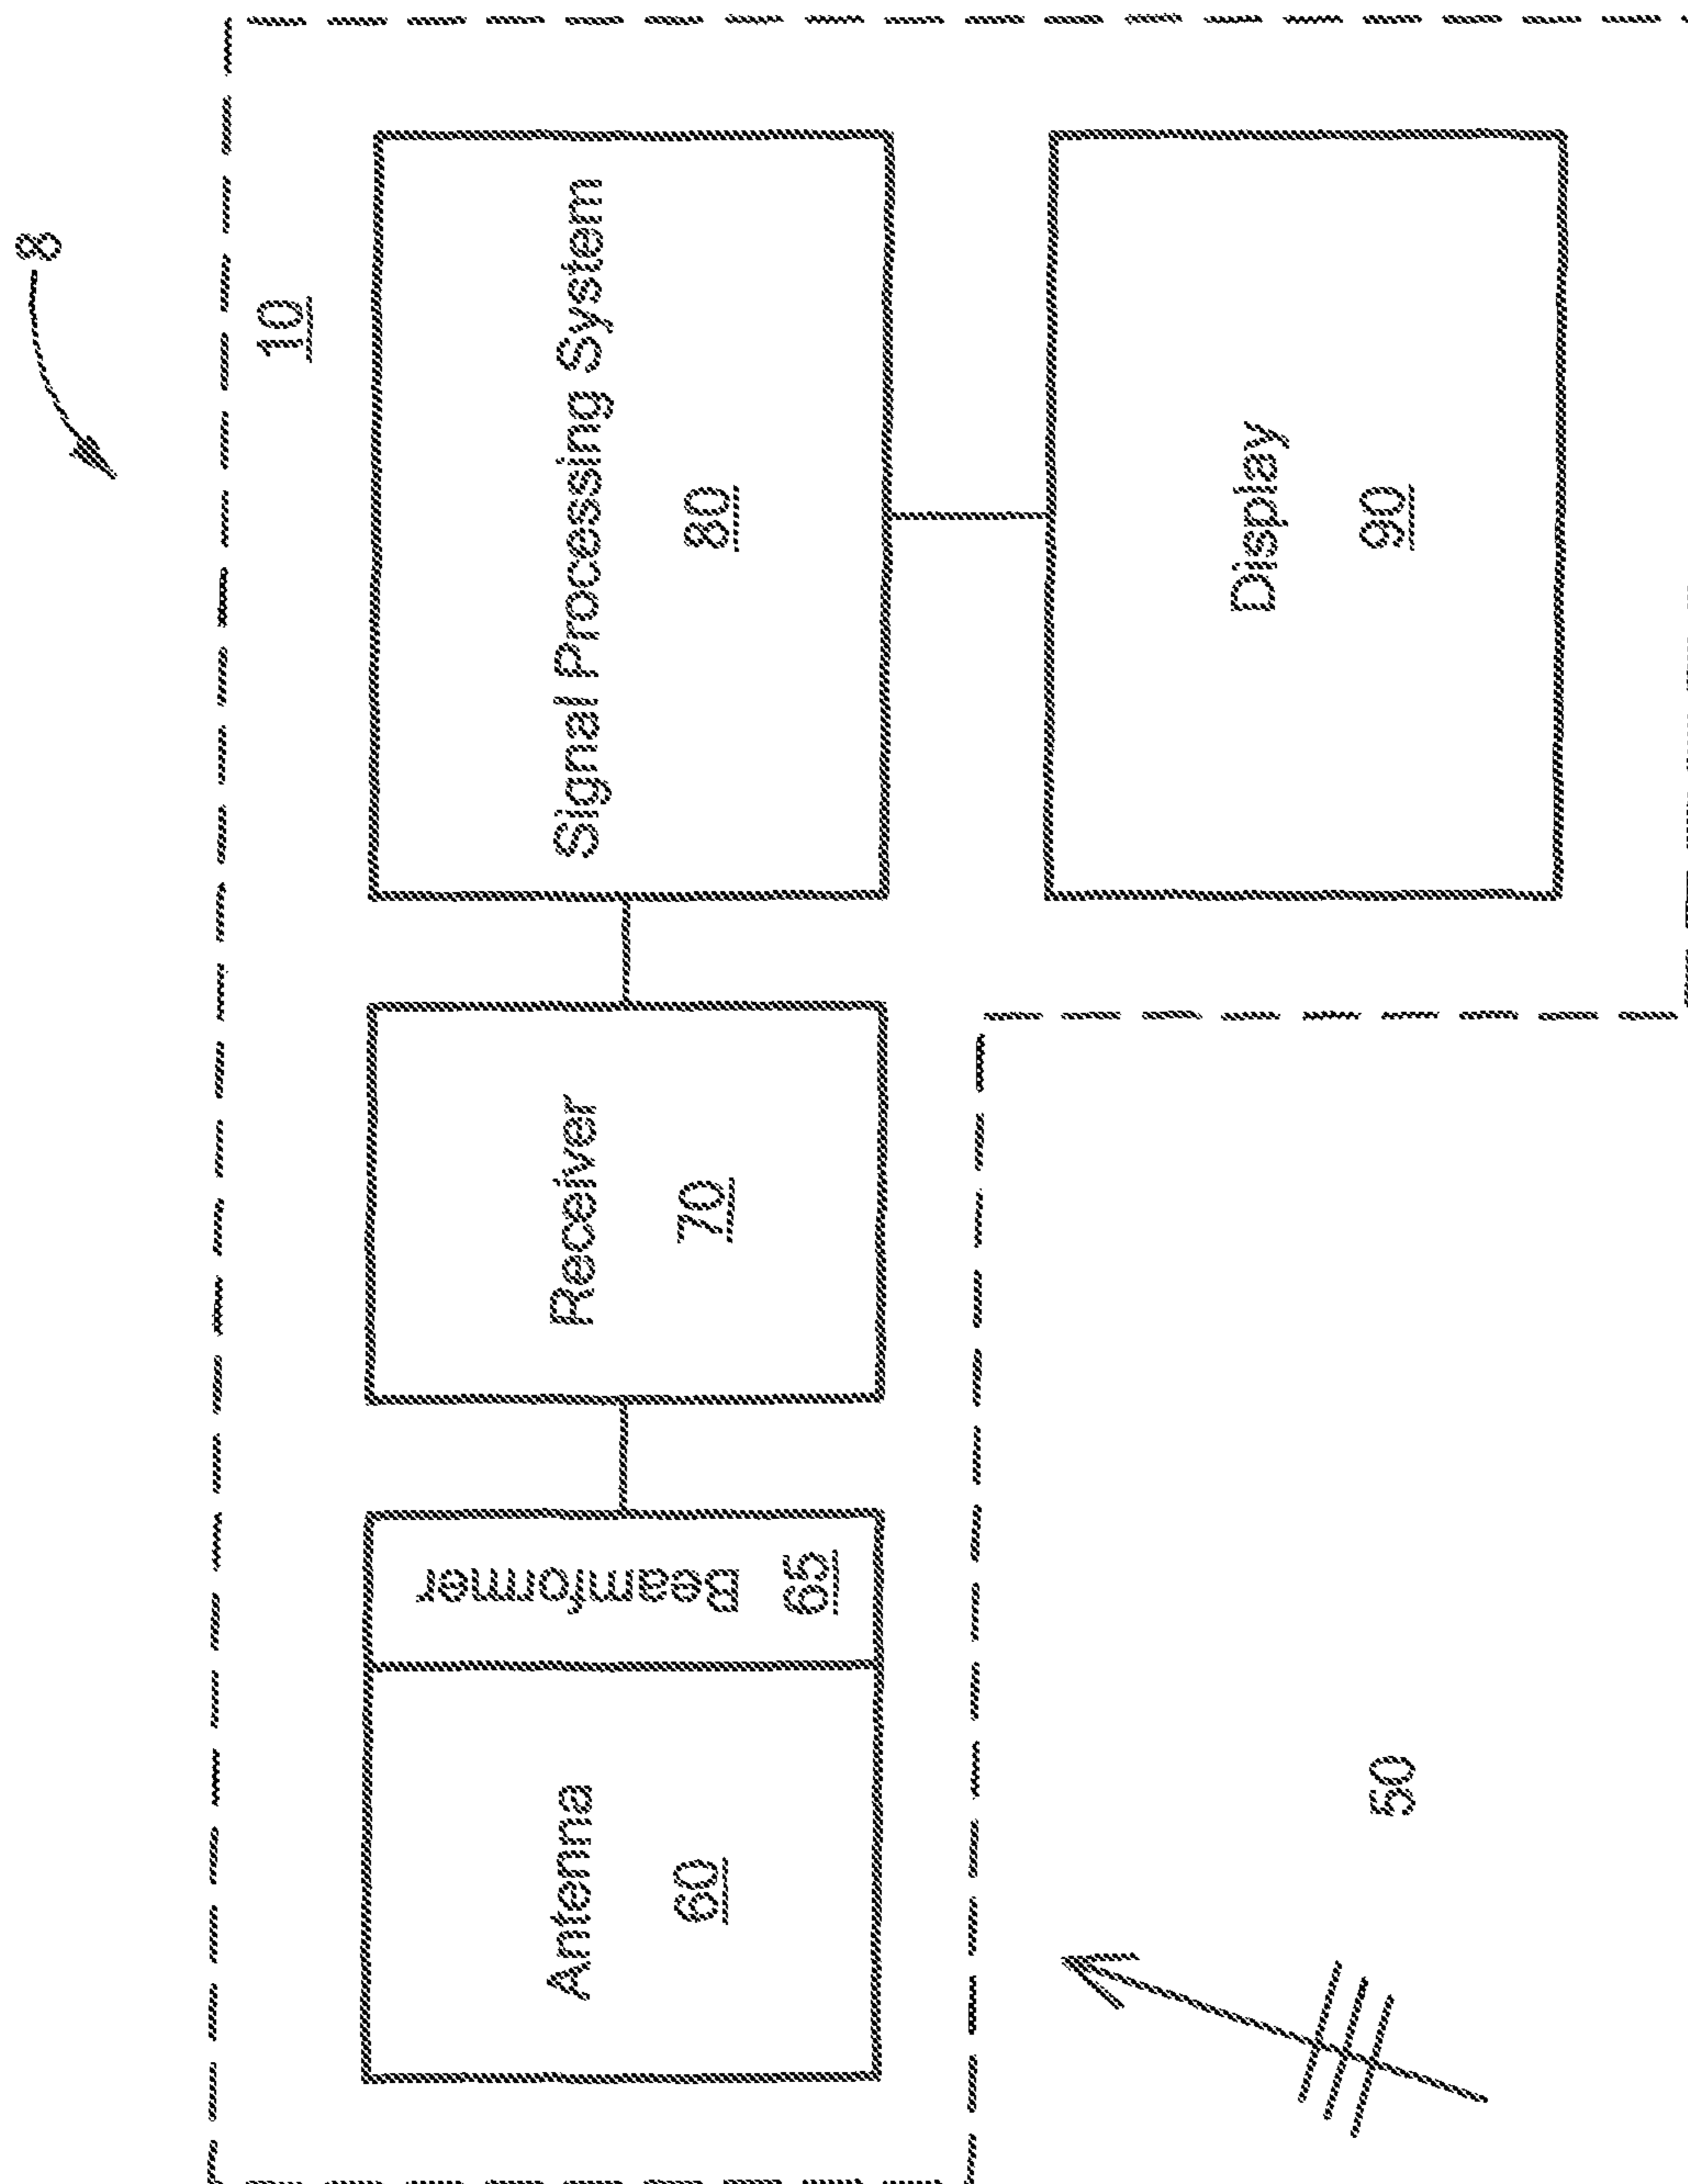 8
10
Antenna
60
Beamformer
65
Receiver
70
Signal Processing System
80
Display
90
50